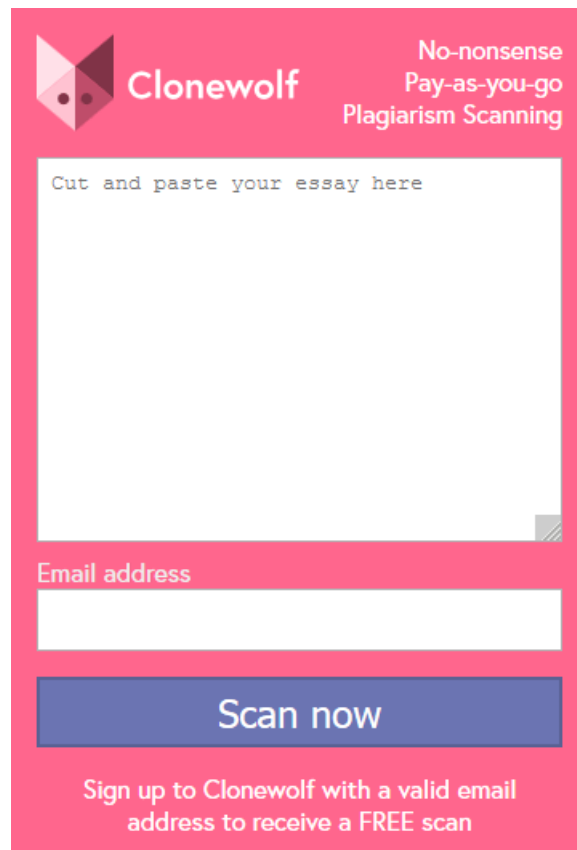 Clonewolf
No-nonsense
Pay-as-you-go
Plagiarism Scanning
Cut and paste your essay here
Email address
Scan now
Sign up to Clonewolf with a valid email
address to receive a FREE scan